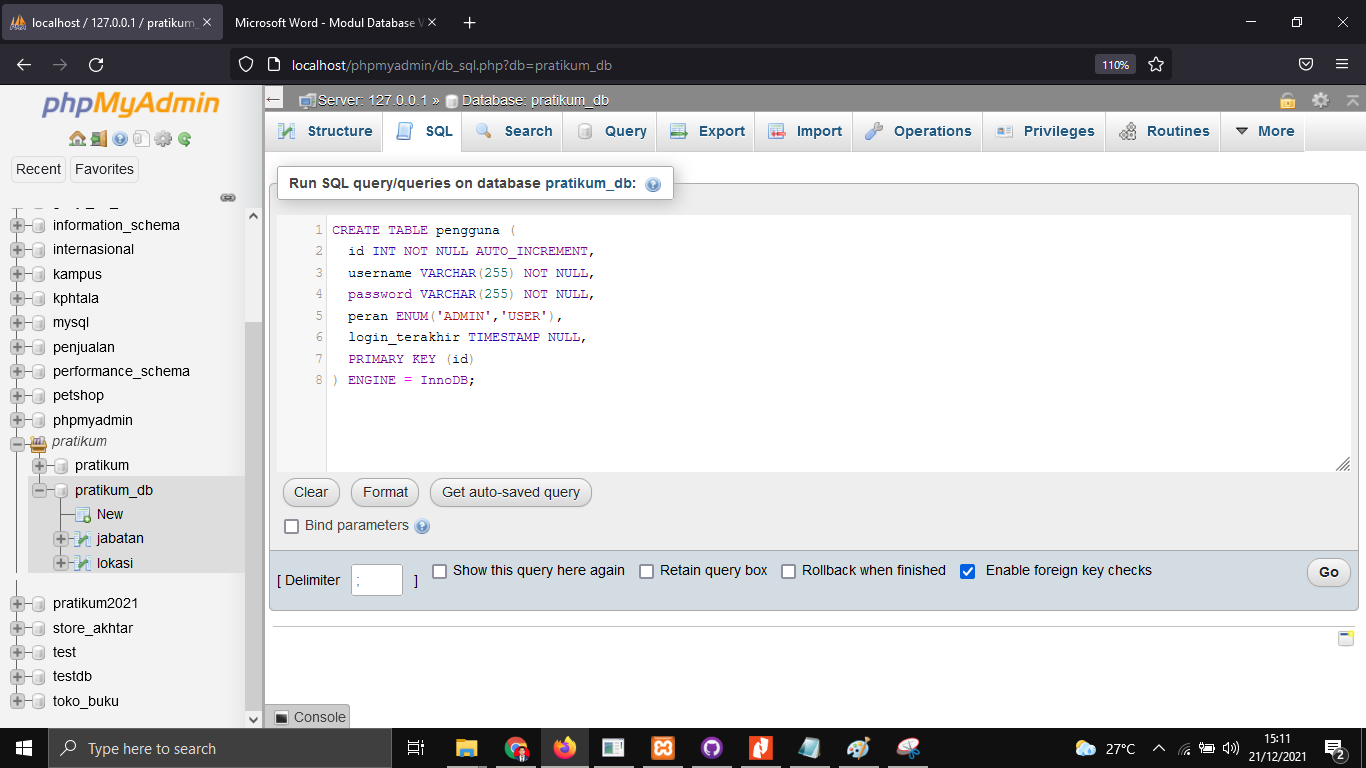 localhost / 127.0.0.1 / pratikum_
Microsoft Word - Modul Database
localhost/phpmyadmin/db_sql.php?db=pratikum_db
110%
phpMyAdmin
Recent
Favorites
information_schema
internasional
kampus
kphtala
mysql
penjualan
performance_schema
petshop
phpmyadmin
pratikum
pratikum
pratikum_db
New
jabatan
lokasi
pratikum2021
store_akhtar
test
testdb
toko_buku
Server: 127.0.0.1 » Database: pratikum_db
Structure
SQL
Search
Query
Export
Import
Operations
Privileges
Routines
More
Run SQL query/queries on database pratikum_db:
1 CREATE TABLE pengguna (
2 id INT NOT NULL AUTO_INCREMENT,
3 username VARCHAR(255) NOT NULL,
4 password VARCHAR(255) NOT NULL,
5 peran ENUM('ADMIN','USER'),
6 login_terakhir TIMESTAMP NULL,
7 PRIMARY KEY (id)
8 ) ENGINE = InnoDB;
Clear
Format
Get auto-saved query
Bind parameters
[ Delimiter ; ]
Show this query here again
Retain query box
Rollback when finished
Enable foreign key checks
Go
Console
Type here to search
27°C
15:11
21/12/2021
2